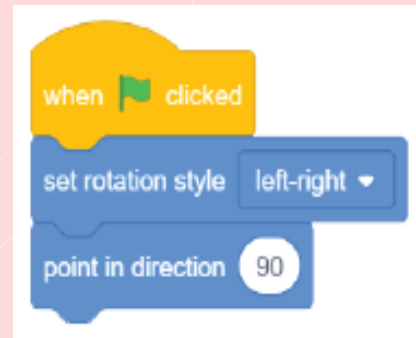 when clicked
set rotation style left-right
point in direction 90